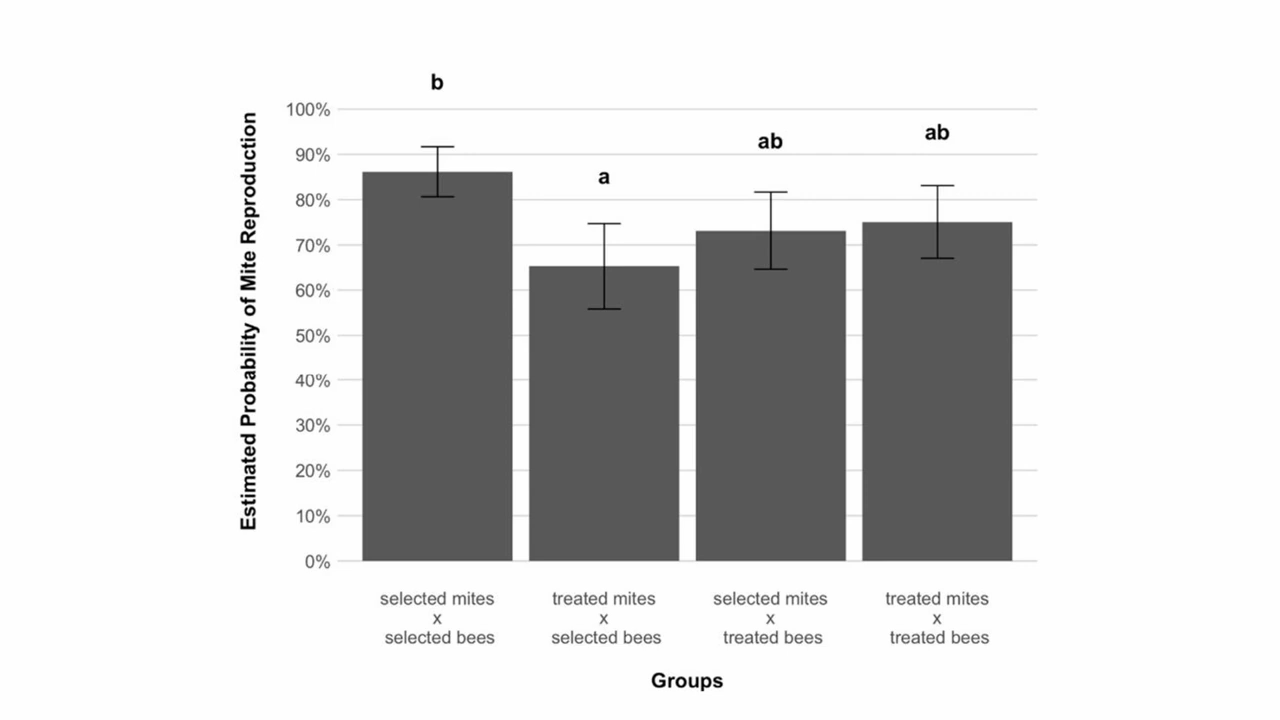 b
a
ab
ab
Estimated Probability of Mite Reproduction
100%
90%
80%
70%
60%
50%
40%
30%
20%
10%
0%
selected mites
x
selected bees
treated mites
x
selected bees
selected mites
x
treated bees
treated mites
x
treated bees
Groups